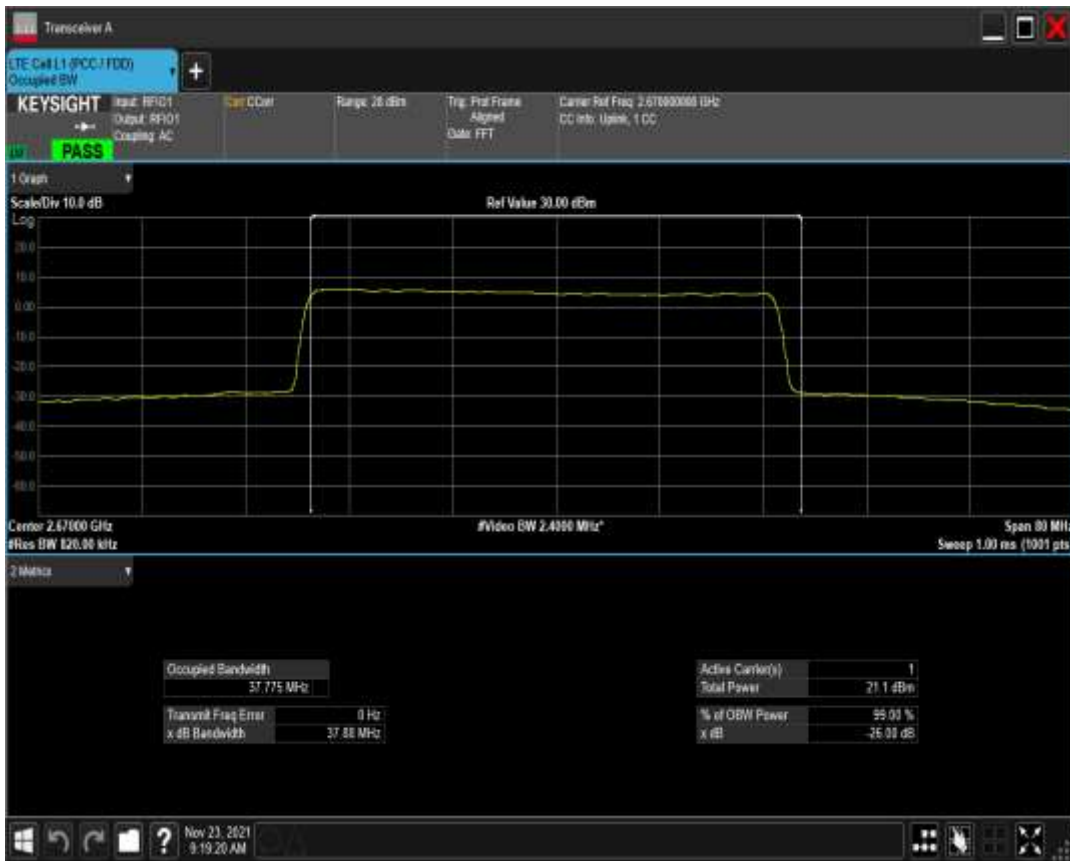 Transceiver A
LTE Cell L1 (PCC / FDD)
Occupied BW
+
KEYSIGHT
Input: RFIO1
Output: RFIO1
Coupling: AC
Corr CCorr
Range: 28 dBm
Trig: Prd Frame
Aligned
Gate: FFT
Carrier Ref Freq: 2.670000000 GHz
CC Info: Uplink, 1 CC
PASS
1 Graph
Scale/Div 10.0 dB
Ref Value 30.00 dBm
Log
20.0
10.0
0.00
-10.0
-20.0
-30.0
-40.0
-50.0
-60.0
Center 2.67000 GHz
#Video BW 2.4000 MHz*
Span 80 MHz
#Res BW 820.00 kHz
Sweep 1.00 ms (1001 pts
2 Metrics
Occupied Bandwidth
37.775 MHz
Transmit Freq Error 0 Hz
x dB Bandwidth 37.88 MHz
Active Carrier(s) 1
Total Power 21.1 dBm
% of OBW Power 99.00 %
x dB -26.00 dB
?
Nov 23, 2021
9:19:20 AM